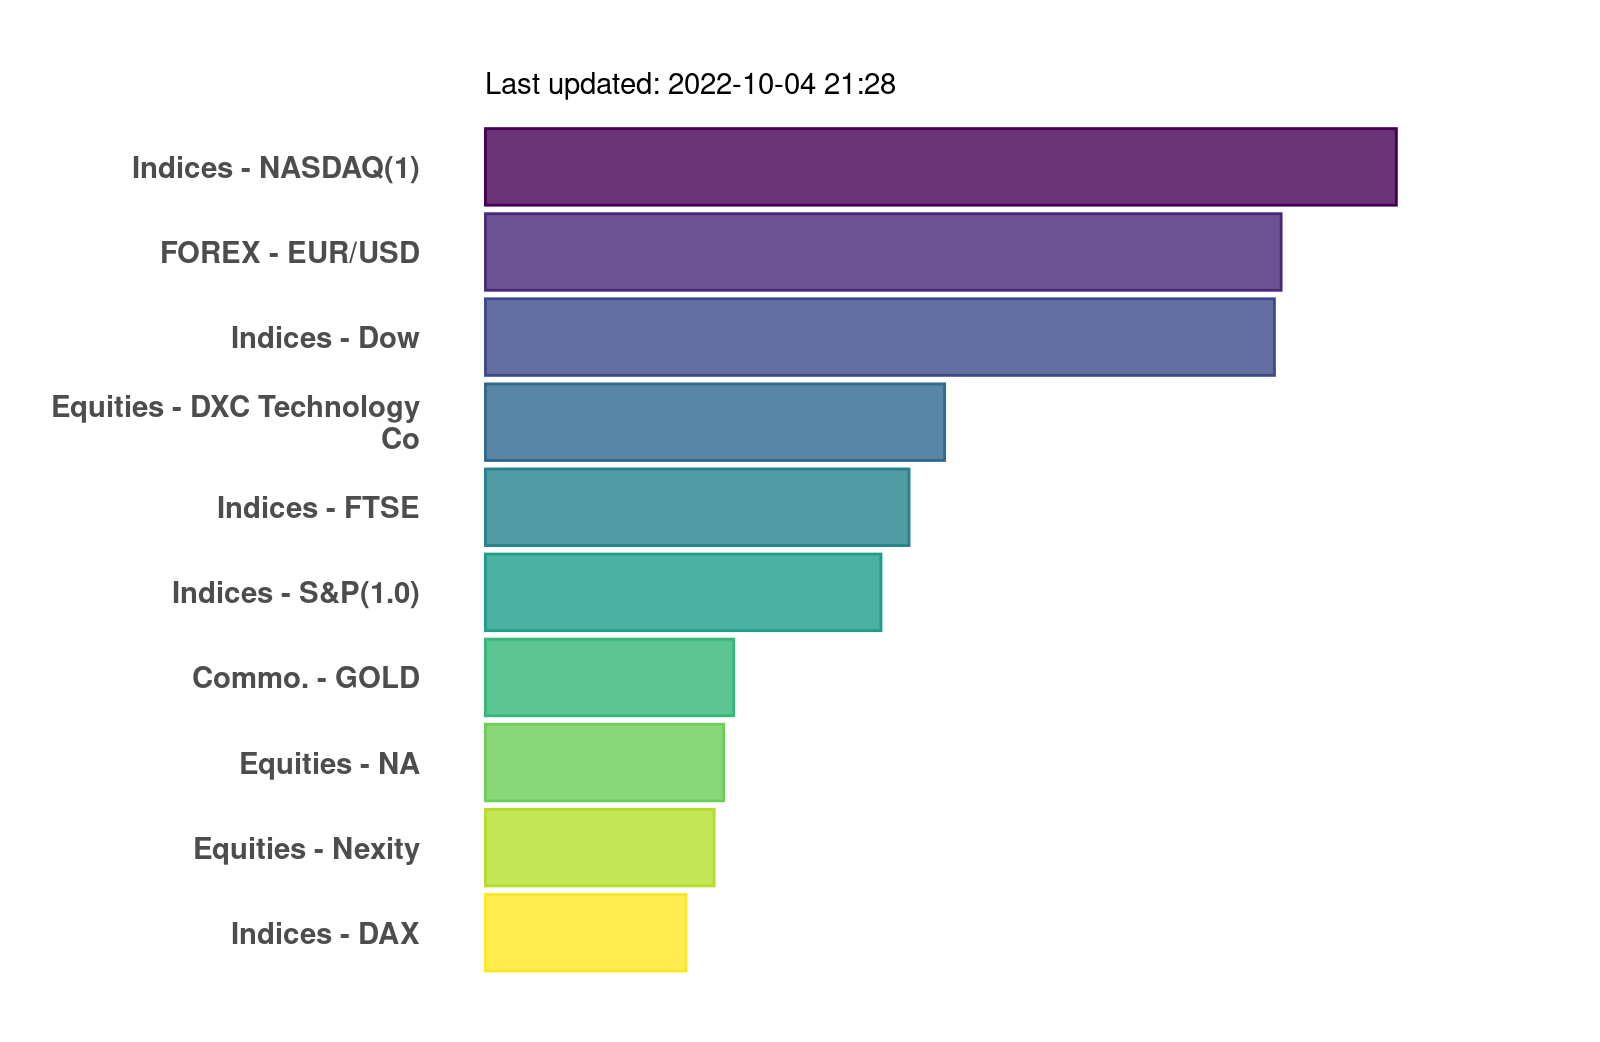 Last updated: 2022-10-04 21:28
Indices - NASDAQ(1)
FOREX - EUR/USD
Indices - Dow
Equities - DXC Technology
Co
Indices - FTSE
Indices - S&P(1.0)
Commo. - GOLD
Equities - NA
Equities - Nexity
Indices - DAX